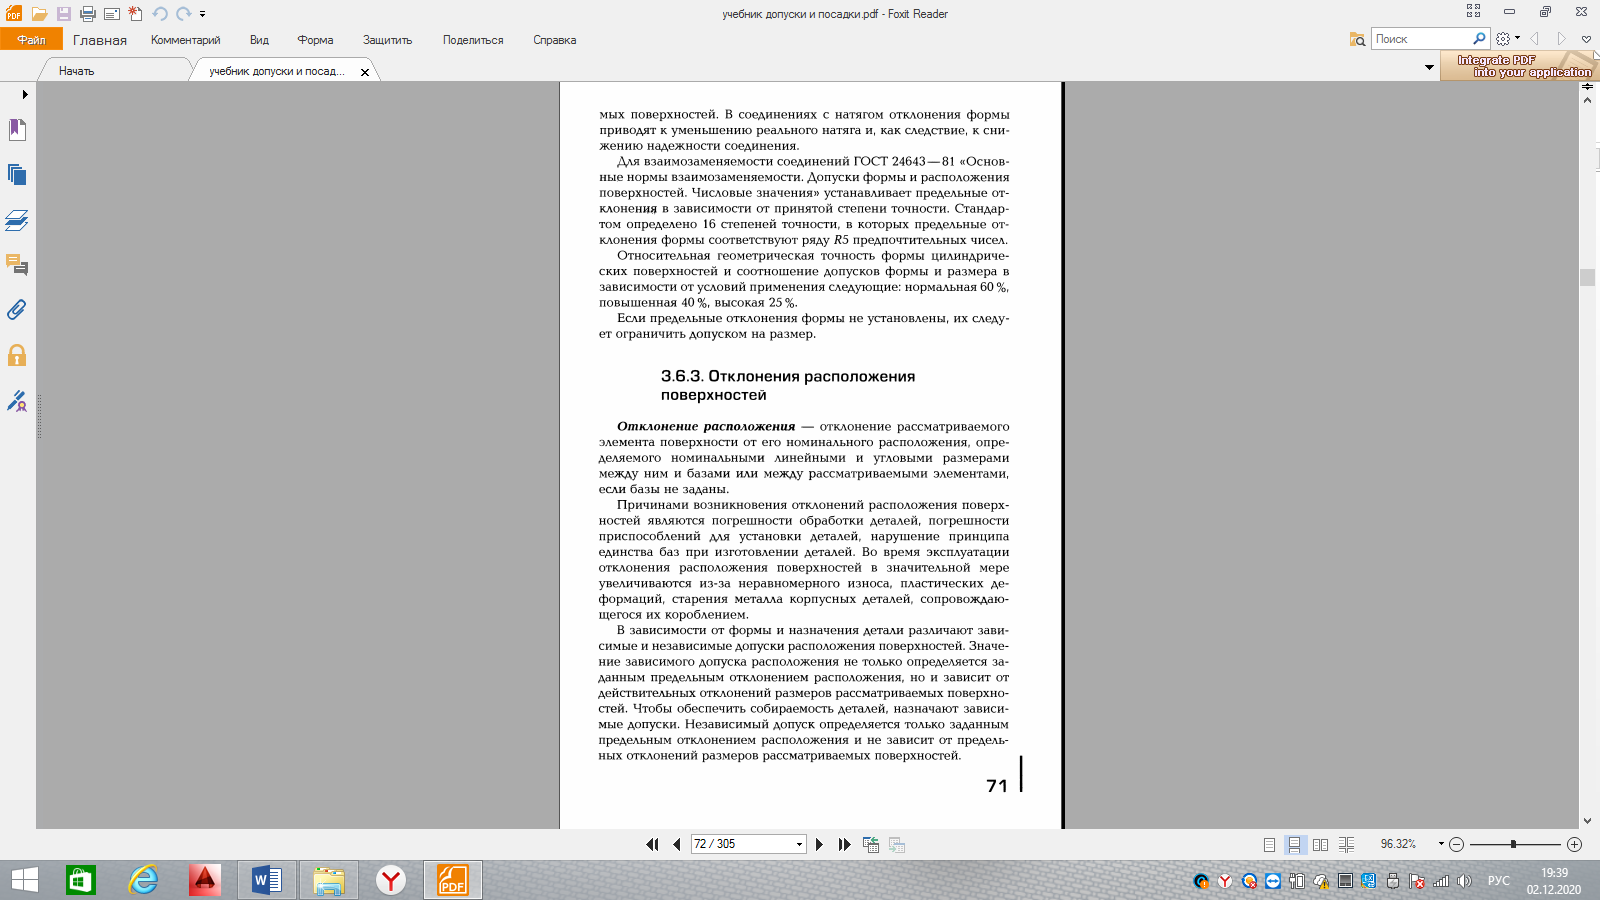 учебник допуски и посадки.pdf - Foxit Reader
Файл Главная Комментарий Вид Форма Защитить Поделиться Справка Поиск
Начать учебник допуски и посад... Integrate PDF
into your application
мых поверхностей. В соединениях с натягом отклонения формы
приводят к уменьшению реального натяга и, как следствие, к сни-
жению надежности соединения.
Для взаимозаменяемости соединений ГОСТ 24643—81 «Основ-
ные нормы взаимозаменяемости. Допуски формы и расположения
поверхностей. Числовые значения» устанавливает предельные от-
клонения в зависимости от принятой степени точности. Стандар-
том определено 16 степеней точности, в которых предельные от-
клонения формы соответствуют ряду R5 предпочтительных чисел.
Относительная геометрическая точность формы цилиндриче-
ских поверхностей и соотношение допусков формы и размера в
зависимости от условий применения следующие: нормальная 60 %,
повышенная 40 %, высокая 25 %.
Если предельные отклонения формы не установлены, их следу-
ет ограничить допуском на размер.
3.6.3. Отклонения расположения
поверхностей
Отклонение расположения — отклонение рассматриваемого
элемента поверхности от его номинального расположения, опре-
деляемого номинальными линейными и угловыми размерами
между ним и базами или между рассматриваемыми элементами,
если базы не заданы.
Причинами возникновения отклонений расположения поверх-
ностей являются погрешности обработки деталей, погрешности
приспособлений для установки деталей, нарушение принципа
единства баз при изготовлении деталей. Во время эксплуатации
отклонения расположения поверхностей в значительной мере
увеличиваются из-за неравномерного износа, пластических де-
формаций, старения металла корпусных деталей, сопровождаю-
щегося их короблением.
В зависимости от формы и назначения детали различают зави-
симые и независимые допуски расположения поверхностей. Значе-
ние зависимого допуска расположения не только определяется за-
данным предельным отклонением расположения, но и зависит от
действительных отклонений размеров рассматриваемых поверхно-
стей. Чтобы обеспечить собираемость деталей, назначают зависи-
мые допуски. Независимый допуск определяется только заданным
предельным отклонением расположения и не зависит от предель-
ных отклонений размеров рассматриваемых поверхностей.
71
72 / 305 96.32%
РУС 19:39
02.12.2020